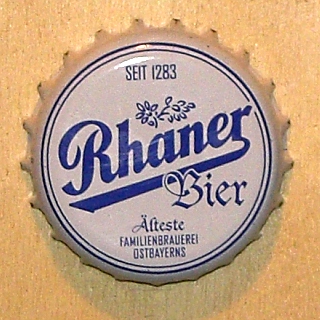 SEIT 1283
Rhaner
Bier
Älteste
FAMILIENBRAUEREI
OSTBAYERNS